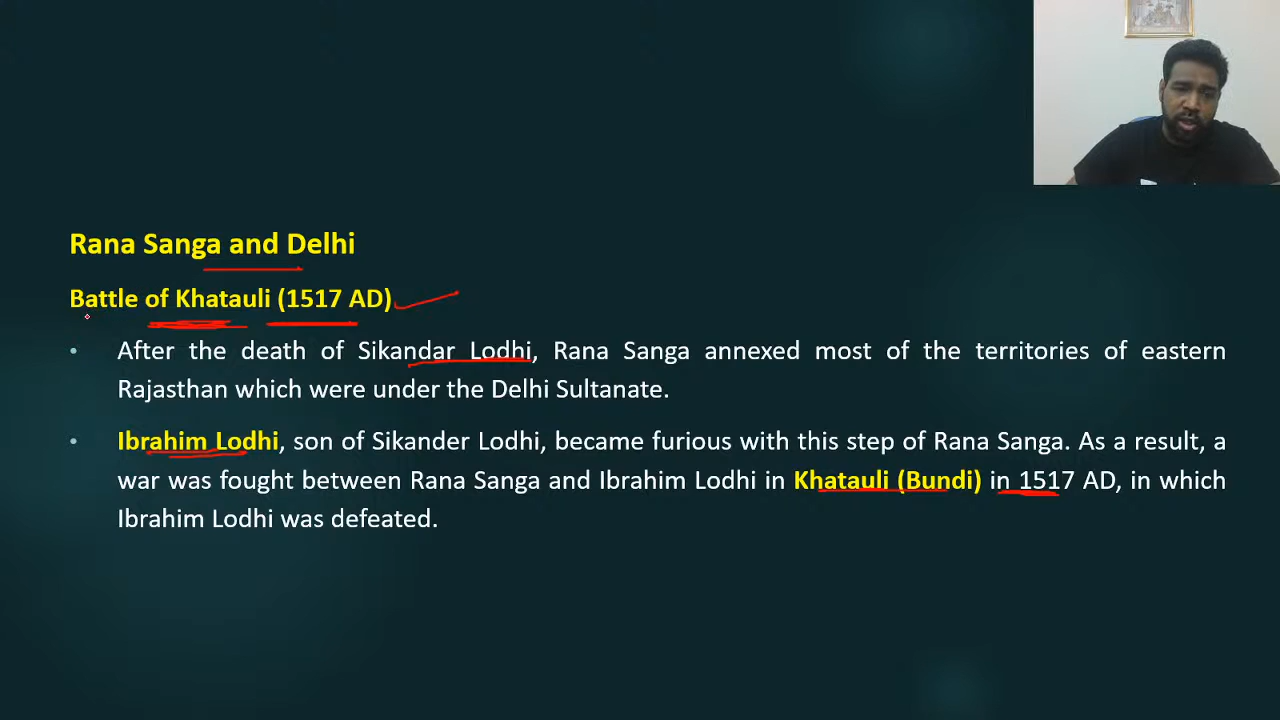 Rana Sanga and Delhi
Battle of Khatauli (1517 AD)
• After the death of Sikandar Lodhi, Rana Sanga annexed most of the territories of eastern
Rajasthan which were under the Delhi Sultanate.
• Ibrahim Lodhi, son of Sikander Lodhi, became furious with this step of Rana Sanga. As a result, a
war was fought between Rana Sanga and Ibrahim Lodhi in Khatauli (Bundi) in 1517 AD, in which
Ibrahim Lodhi was defeated.